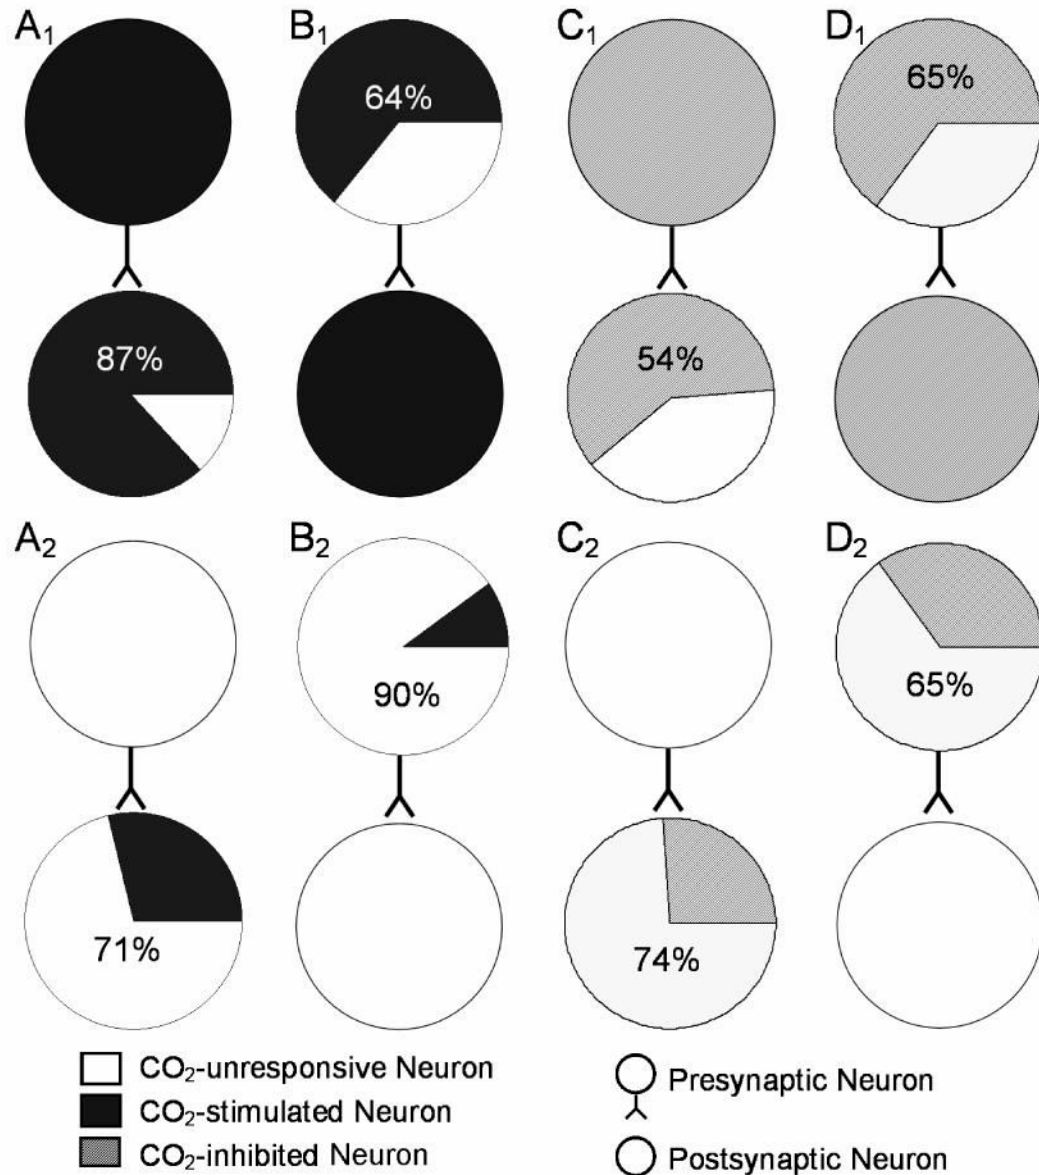 A1 B1 C1 D1
64% 65%
87% 54%
A2 B2 C2 D2
90% 65%
71% 74%
CO2-unresponsive Neuron
CO2-stimulated Neuron
CO2-inhibited Neuron
Presynaptic Neuron
Postsynaptic Neuron